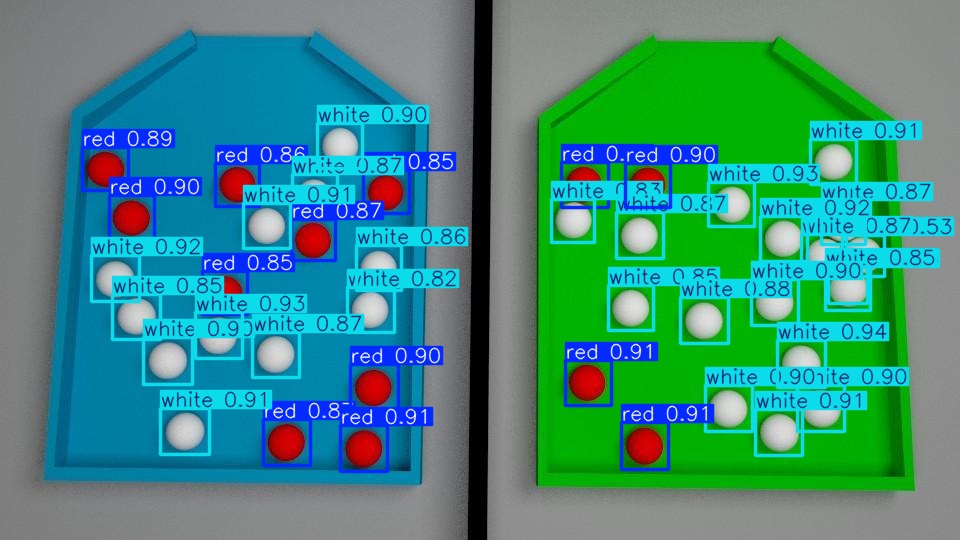 white 0.90
red 0.89
red 0.86
white 0.87
0.85
red 0.90
white 0.91
red 0.87
white 0.92
white 0.86
red 0.85
white 0.85
white 0.82
white 0.93
white 0.90
white 0.87
red 0.90
white 0.91
red 0.8
red 0.91
white 0.91
red 0.
red 0.90
white 0.93
white 0.83
white 0.87
white 0.87
white 0.92
white 0.87
0.53
white 0.85
white 0.85
white 0.90
white 0.88
white 0.94
red 0.91
white 0.90
white 0.90
white 0.91
red 0.91